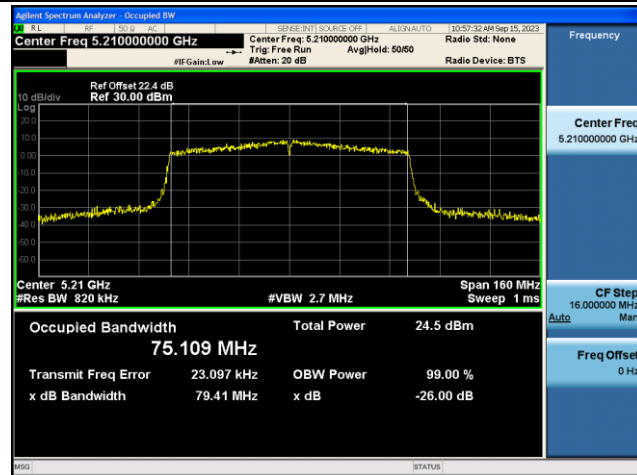 Agilent Spectrum Analyzer - Occupied BW
RL RF 50 Ω AC SENSE:INT SOURCE OFF ALIGN AUTO 10:57:32 AM Sep 15, 2023
Center Freq 5.210000000 GHz
Center Freq: 5.210000000 GHz
Radio Std: None
Trig: Free Run Avg|Hold: 50/50
#IFGain:Low #Atten: 20 dB Radio Device: BTS
Frequency
Ref Offset 22.4 dB
10 dB/div Ref 30.00 dBm
Log
20.0
10.0
0.00
-10.0
-20.0
-30.0
-40.0
-50.0
-60.0
Center 5.21 GHz Span 160 MHz
#Res BW 820 kHz #VBW 2.7 MHz Sweep 1 ms
Center Freq
5.210000000 GHz
CF Step
16.000000 MHz
Auto Man
Freq Offset
0 Hz
Occupied Bandwidth Total Power 24.5 dBm
75.109 MHz
Transmit Freq Error 23.097 kHz OBW Power 99.00 %
x dB Bandwidth 79.41 MHz x dB -26.00 dB
MSG STATUS